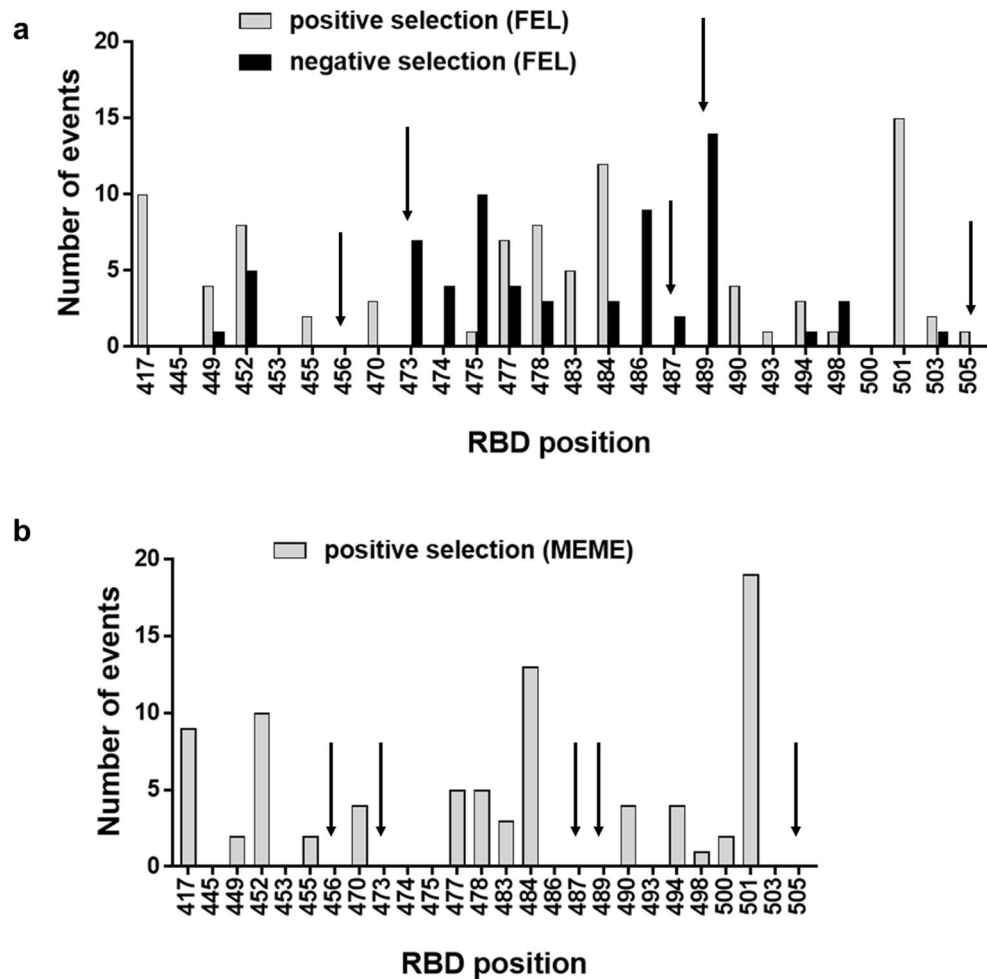 a
positive selection (FEL)
negative selection (FEL)
Number of events
20
15
10
5
0
417 445 449 452 453 455 456 470 473 474 475 477 478 483 484 486 487 489 490 493 494 498 500 501 503 505
RBD position
b
positive selection (MEME)
Number of events
20
15
10
5
0
417 445 449 452 453 455 456 470 473 474 475 477 478 483 484 486 487 489 490 493 494 498 500 501 503 505
RBD position